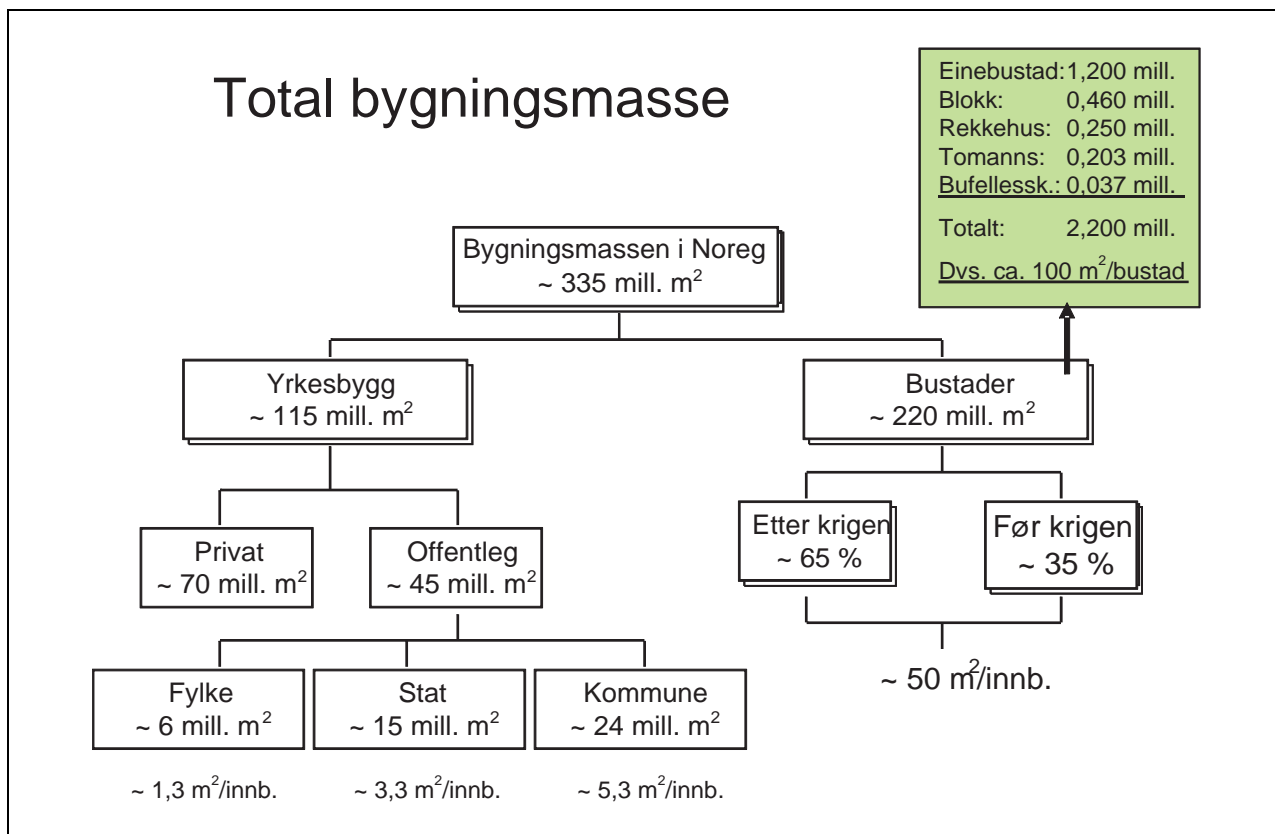 Total bygningsmasse
Einebustad: 1,200 mill.
Blokk: 0,460 mill.
Rekkehus: 0,250 mill.
Tomanns: 0,203 mill.
Bufellessk.: 0,037 mill.
Totalt: 2,200 mill.
Dvs. ca. 100 m²/bustad
Bygningsmassen i Noreg
~ 335 mill. m²
Yrkesbygg
~ 115 mill. m²
Bustader
~ 220 mill. m²
Privat
~ 70 mill. m²
Offentleg
~ 45 mill. m²
Etter krigen
~ 65 %
Før krigen
~ 35 %
Fylke
~ 6 mill. m²
Stat
~ 15 mill. m²
Kommune
~ 24 mill. m²
~ 50 m²/innb.
~ 1,3 m²/innb.
~ 3,3 m²/innb.
~ 5,3 m²/innb.